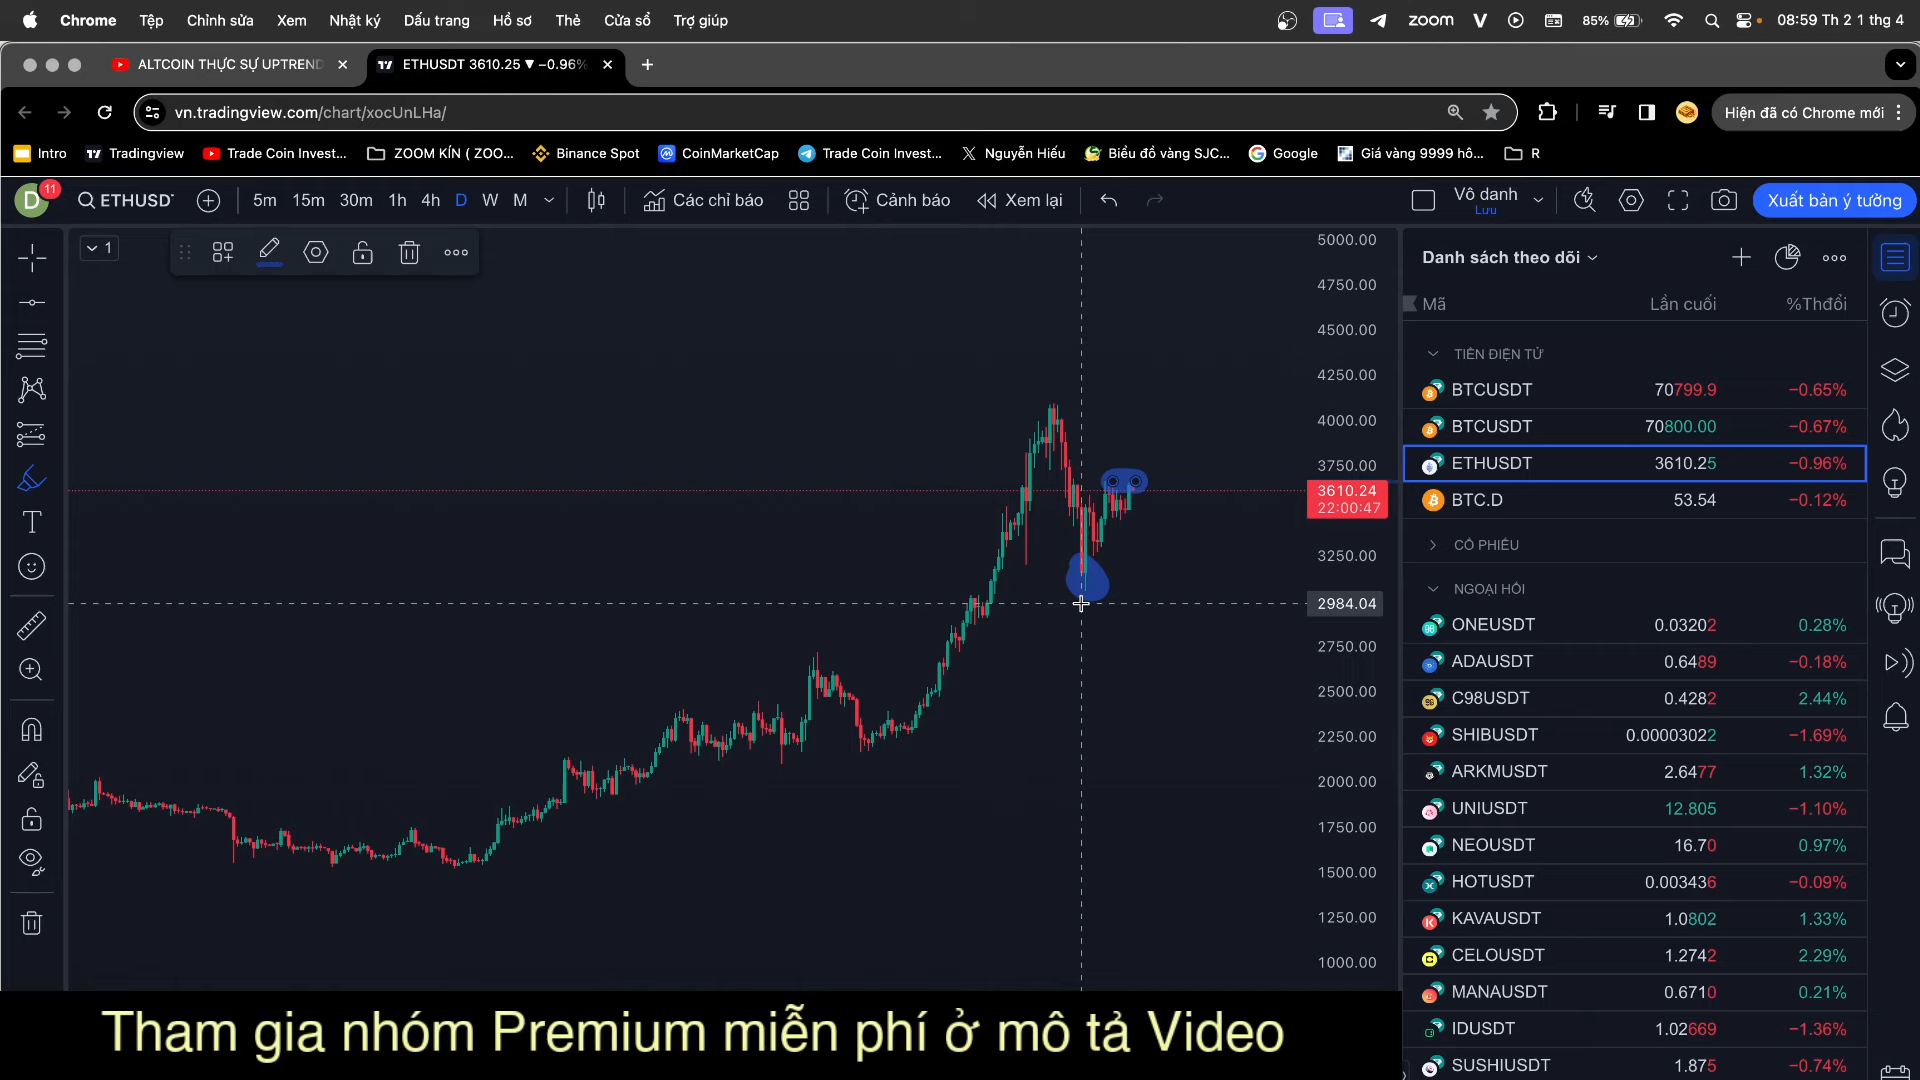 Chrome Tệp Chỉnh sửa Xem Nhật ký Dấu trang Hồ sơ Thẻ Cửa sổ Trợ giúp zoom V 85% 08:59 Th 2 1 thg 4
ALTCOIN THỰC SỰ UPTREND ETHUSDT 3610.25 ▼ −0.96%
vn.tradingview.com/chart/xocUnLHa/ Hiện đã có Chrome mới
Intro Tradingview Trade Coin Invest... ZOOM KÍN ( ZOO... Binance Spot CoinMarketCap Trade Coin Invest... Nguyễn Hiếu Biểu đồ vàng SJC... Google Giá vàng 9999 hô... R
D 11 ETHUSDT 5m 15m 30m 1h 4h D W M Các chỉ báo Cảnh báo Xem lại Vô danh Lưu Xuất bản ý tưởng
1
5000.00
4750.00
4500.00
4250.00
4000.00
3750.00
3610.24
22:00:47
3250.00
2984.04
2750.00
2500.00
2250.00
2000.00
1750.00
1500.00
1250.00
1000.00
Danh sách theo dõi
Mã Lần cuối %Thđổi
TIỀN ĐIỆN TỬ
BTCUSDT 70799.9 −0.65%
BTCUSDT 70800.00 −0.67%
ETHUSDT 3610.25 −0.96%
BTC.D 53.54 −0.12%
CỔ PHIẾU
NGOẠI HỐI
ONEUSDT 0.03202 0.28%
ADAUSDT 0.6489 −0.18%
C98USDT 0.4282 2.44%
SHIBUSDT 0.00003022 −1.69%
ARKMUSDT 2.6477 1.32%
UNIUSDT 12.805 −1.10%
NEOUSDT 16.70 0.97%
HOTUSDT 0.003436 −0.09%
KAVAUSDT 1.0802 1.33%
CELOUSDT 1.2742 2.29%
MANAUSDT 0.6710 0.21%
IDUSDT 1.02669 −1.36%
SUSHIUSDT 1.875 −0.74%
Tham gia nhóm Premium miễn phí ở mô tả Video